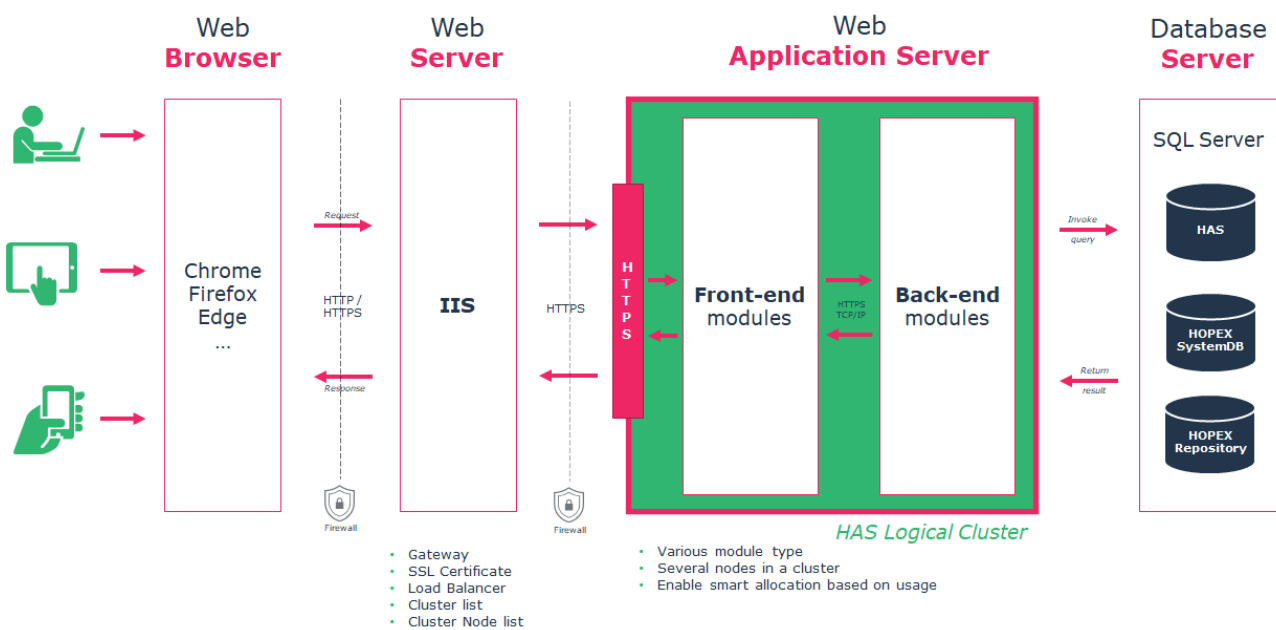 Web
Browser
Web
Server
Web
Application Server
Database
Server
Chrome
Firefox
Edge
...
Request
HTTP /
HTTPS
Response
Firewall
IIS
HTTPS
Firewall
HTTPS
Front-end
modules
HTTPS
TCP/IP
Back-end
modules
Invoke
query
Return
result
SQL Server
HAS
HOPEX
SystemDB
HOPEX
Repository
HAS Logical Cluster
• Gateway
• SSL Certificate
• Load Balancer
• Cluster list
• Cluster Node list
• Various module type
• Several nodes in a cluster
• Enable smart allocation based on usage